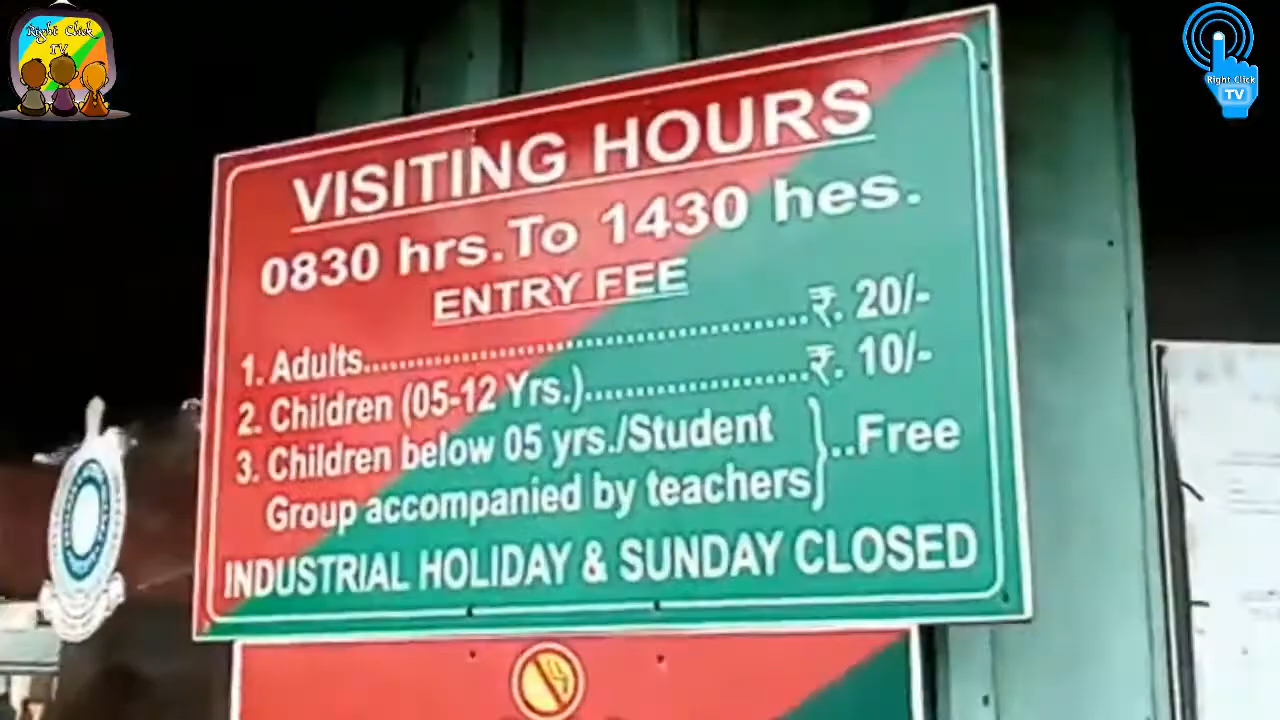 Right Click
TV
Right Click
TV
VISITING HOURS
0830 hrs. To 1430 hes.
ENTRY FEE
1. Adults.......................................................₹. 20/-
2. Children (05-12 Yrs.)...........................₹. 10/-
3. Children below 05 yrs./Student
Group accompanied by teachers}..Free
INDUSTRIAL HOLIDAY & SUNDAY CLOSED